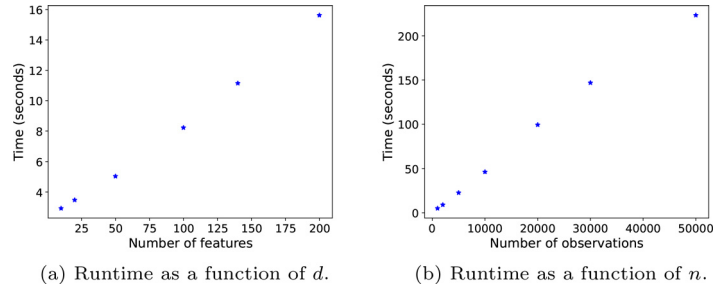 16
14
12
10
8
6
4
Time (seconds)
25 50 75 100 125 150 175 200
Number of features
(a) Runtime as a function of d.
200
150
100
50
0
Time (seconds)
0 10000 20000 30000 40000 50000
Number of observations
(b) Runtime as a function of n.